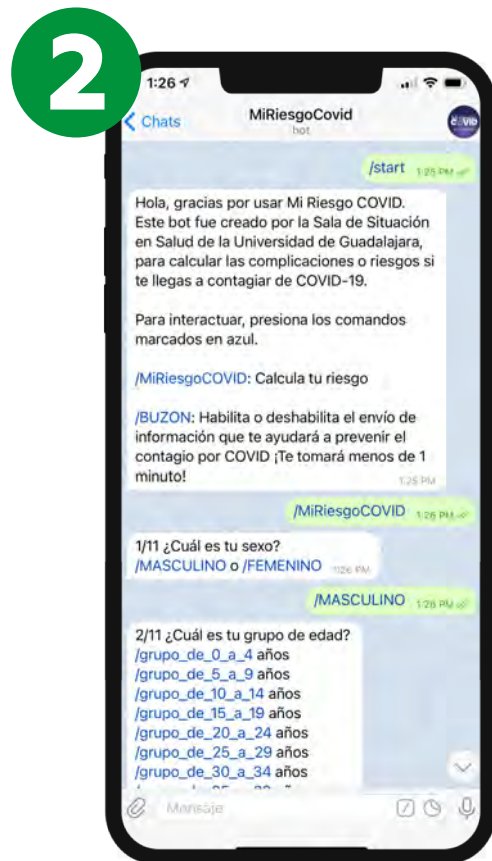 2
1:26
Chats
MiRiesgoCovid
bot
/start 1:25 PM
Hola, gracias por usar Mi Riesgo COVID.
Este bot fue creado por la Sala de Situación
en Salud de la Universidad de Guadalajara,
para calcular las complicaciones o riesgos si
te llegas a contagiar de COVID-19.
Para interactuar, presiona los comandos
marcados en azul.
/MiRiesgoCOVID: Calcula tu riesgo
/BUZON: Habilita o deshabilita el envío de
información que te ayudará a prevenir el
contagio por COVID ¡Te tomará menos de 1
minuto!
1:25 PM
/MiRiesgoCOVID 1:26 PM
1/11 ¿Cuál es tu sexo?
/MASCULINO o /FEMENINO 1:26 PM
/MASCULINO 1:26 PM
2/11 ¿Cuál es tu grupo de edad?
/grupo_de_0_a_4 años
/grupo_de_5_a_9 años
/grupo_de_10_a_14 años
/grupo_de_15_a_19 años
/grupo_de_20_a_24 años
/grupo_de_25_a_29 años
/grupo_de_30_a_34 años
Mensaje